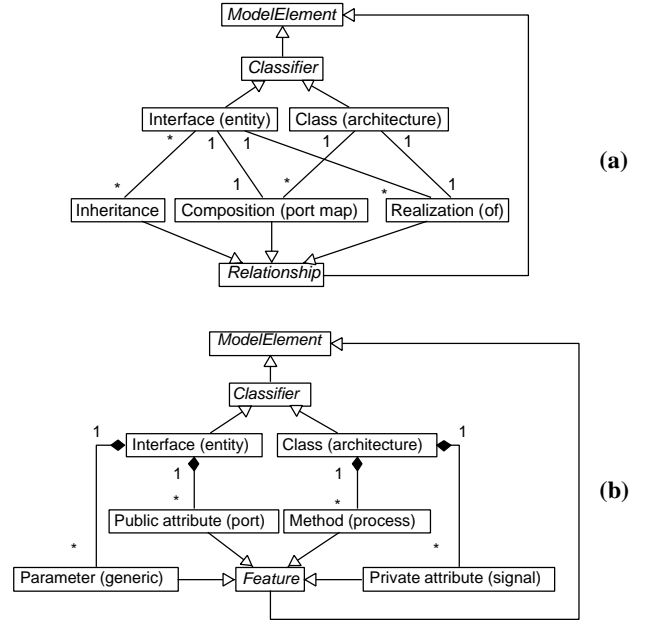 ModelElement
Classifier
Interface (entity) Class (architecture)
* 1 1 1 1
(a)
* 1 * * 1
Inheritance Composition (port map) Realization (of)
Relationship
ModelElement
Classifier
1 1
Interface (entity) Class (architecture)
1 1
(b)
* *
Public attribute (port) Method (process)
* *
Parameter (generic) Feature Private attribute (signal)